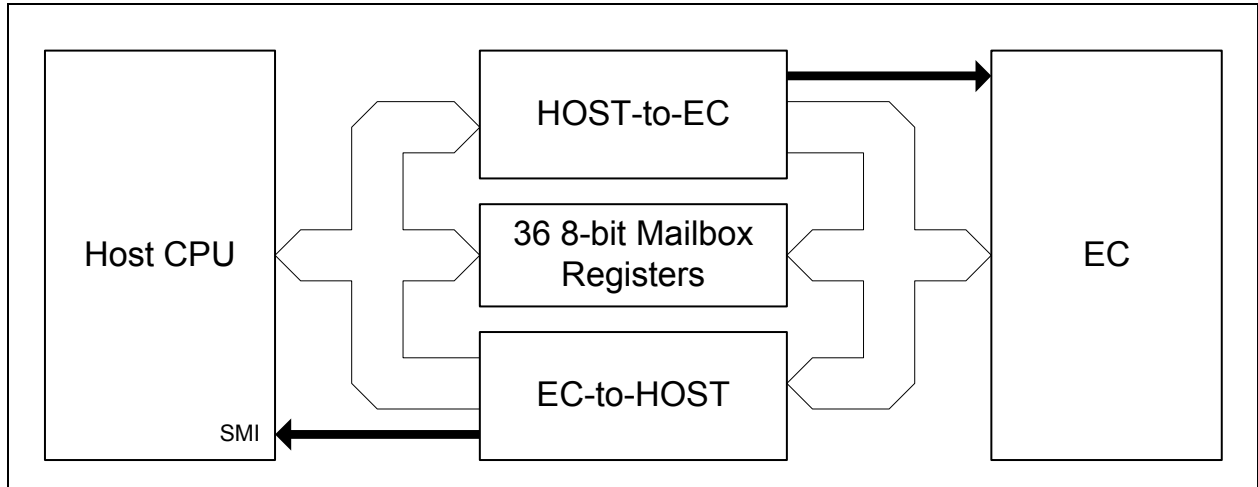 HOST-to-EC
Host CPU
36 8-bit Mailbox
Registers
EC
EC-to-HOST
SMI